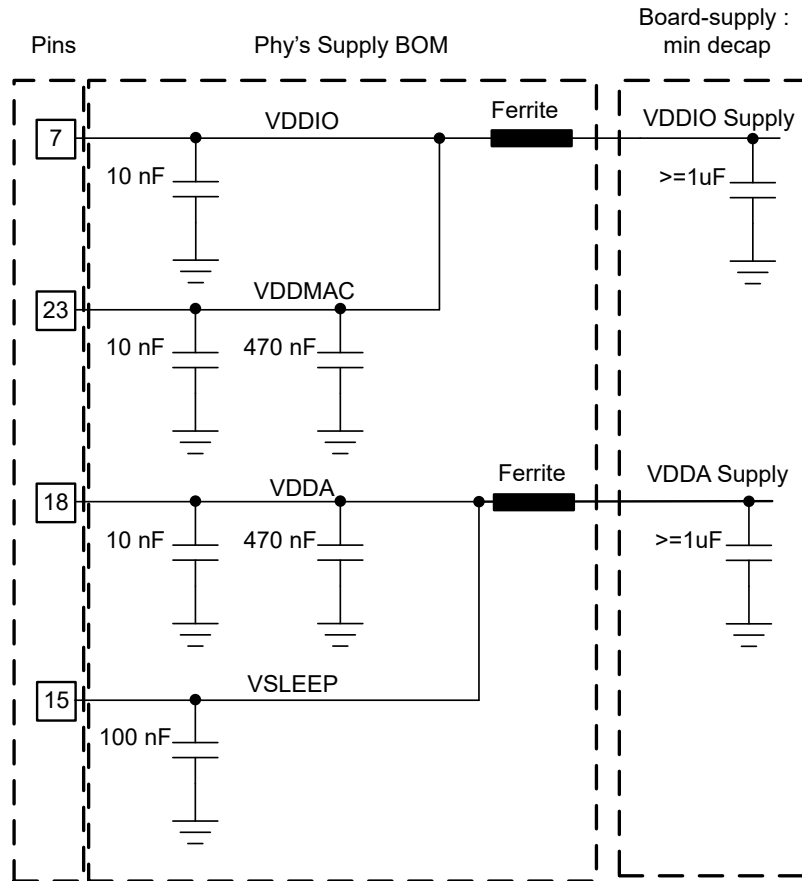 Pins
Phy's Supply BOM
Board-supply :
min decap
7
VDDIO
Ferrite
VDDIO Supply
10 nF
>=1uF
23
VDDMAC
10 nF
470 nF
18
VDDA
Ferrite
VDDA Supply
10 nF
470 nF
>=1uF
15
VSLEEP
100 nF